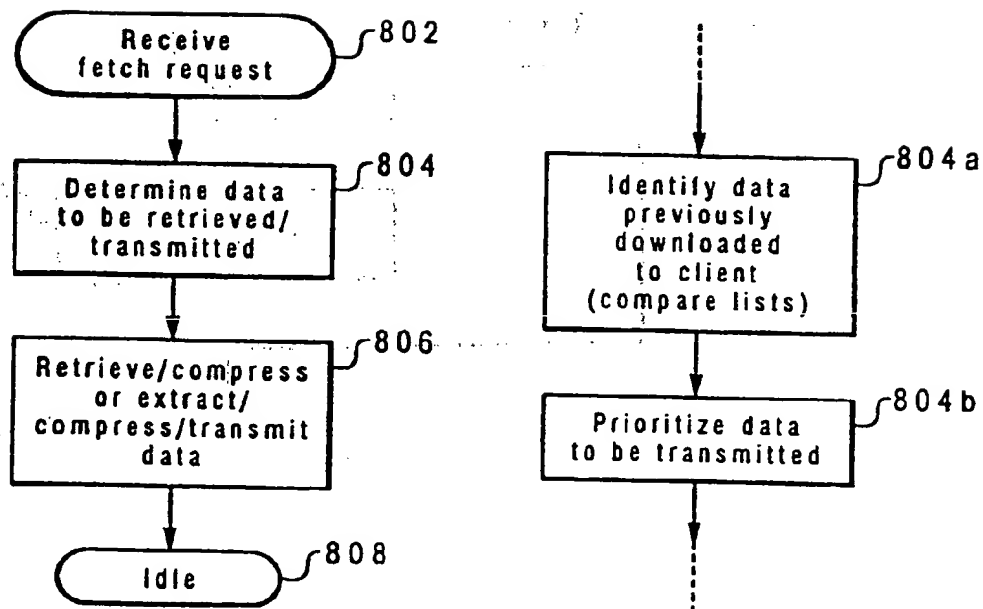 Receive
fetch request
802
Determine data
to be retrieved/
transmitted
804
Retrieve/compress
or extract/
compress/transmit
data
806
Idle
808
Identify data
previously
downloaded
to client
(compare lists)
804a
Prioritize data
to be transmitted
804b